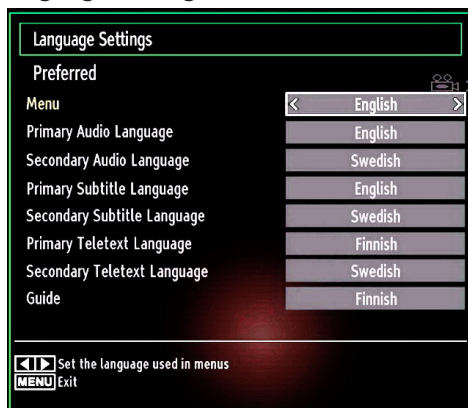 Language Settings
Preferred
Menu < English >
Primary Audio Language English
Secondary Audio Language Swedish
Primary Subtitle Language English
Secondary Subtitle Language Swedish
Primary Teletext Language Finnish
Secondary Teletext Language Swedish
Guide Finnish
Set the language used in menus
MENU Exit